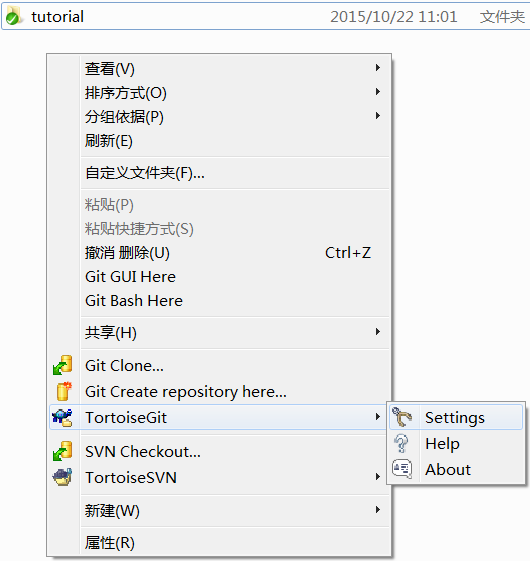 tutorial 2015/10/22 11:01 文件夹
查看(V)
排序方式(O)
分组依据(P)
刷新(E)
自定义文件夹(F)...
粘贴(P)
粘贴快捷方式(S)
撤消 删除(U) Ctrl+Z
Git GUI Here
Git Bash Here
共享(H)
Git Clone...
Git Create repository here...
TortoiseGit
Settings
Help
About
SVN Checkout...
TortoiseSVN
新建(W)
属性(R)